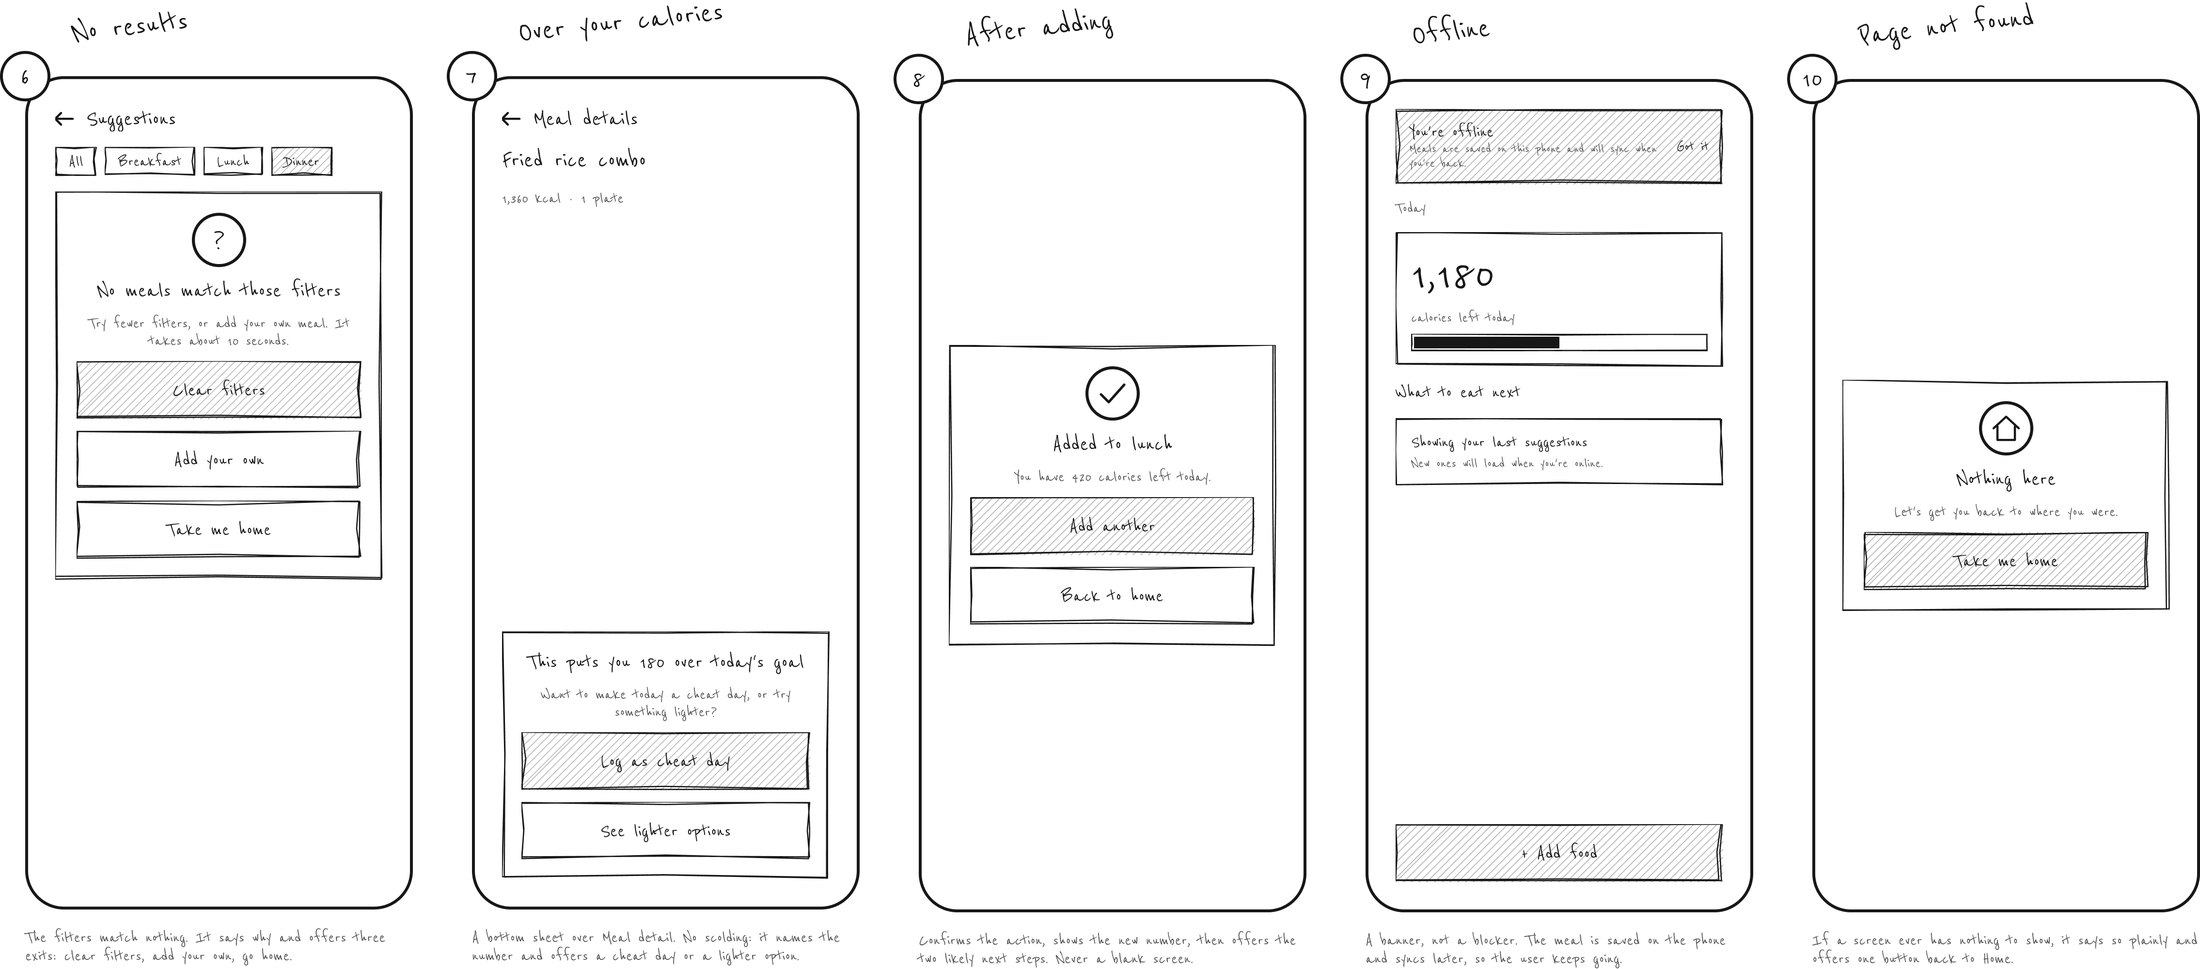 No results
6
← Suggestions
All
Breakfast
Lunch
Dinner
?
No meals match those filters
Try fewer filters, or add your own meal. It
takes about 10 seconds.
Clear filters
Add your own
Take me home
The filters match nothing. It says why and offers three
exits: clear filters, add your own, go home.
Over your calories
7
← Meal details
Fried rice combo
1,360 kcal · 1 plate
This puts you 180 over today's goal
Want to make today a cheat day, or try
something lighter?
Log as cheat day
See lighter options
A bottom sheet over Meal detail. No scolding: it names the
number and offers a cheat day or a lighter option.
After adding
8
Added to lunch
You have 420 calories left today.
Add another
Back to home
Confirms the action, shows the new number, then offers the
two likely next steps. Never a blank screen.
Offline
9
You're offline
Meals are saved on this phone and will sync when
you're back.
Got it
Today
1,180
calories left today
What to eat next
Showing your last suggestions
New ones will load when you're online.
+ Add food
A banner, not a blocker. The meal is saved on the phone
and syncs later, so the user keeps going.
Page not found
10
Nothing here
Let's get you back to where you were.
Take me home
If a screen ever has nothing to show, it says so plainly and
offers one button back to Home.